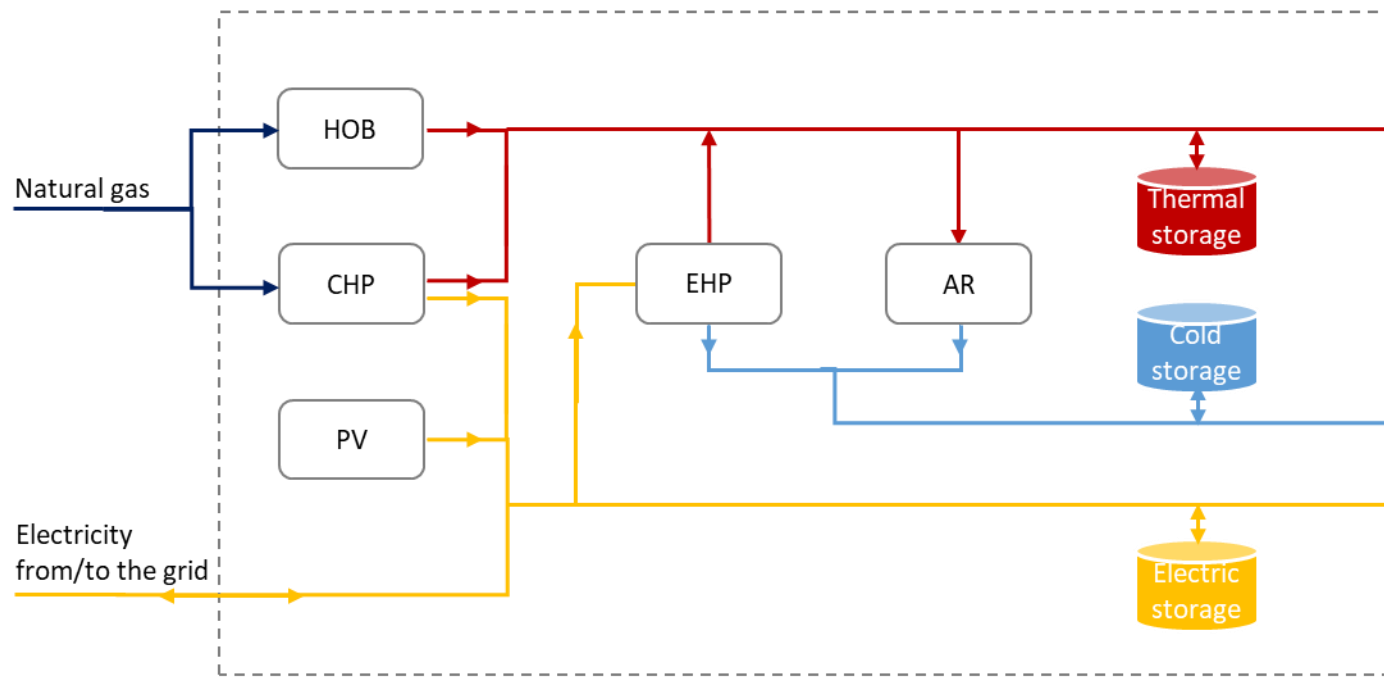 HOB
Natural gas
CHP
EHP
AR
Thermal
storage
Cold
storage
PV
Electricity
from/to the grid
Electric
storage